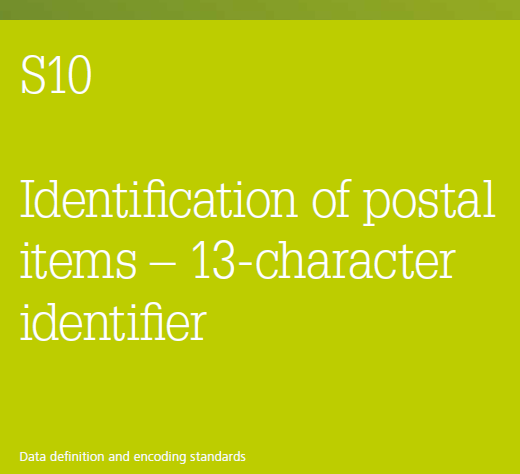 S10
Identification of postal
items – 13-character
identifier
Data definition and encoding standards